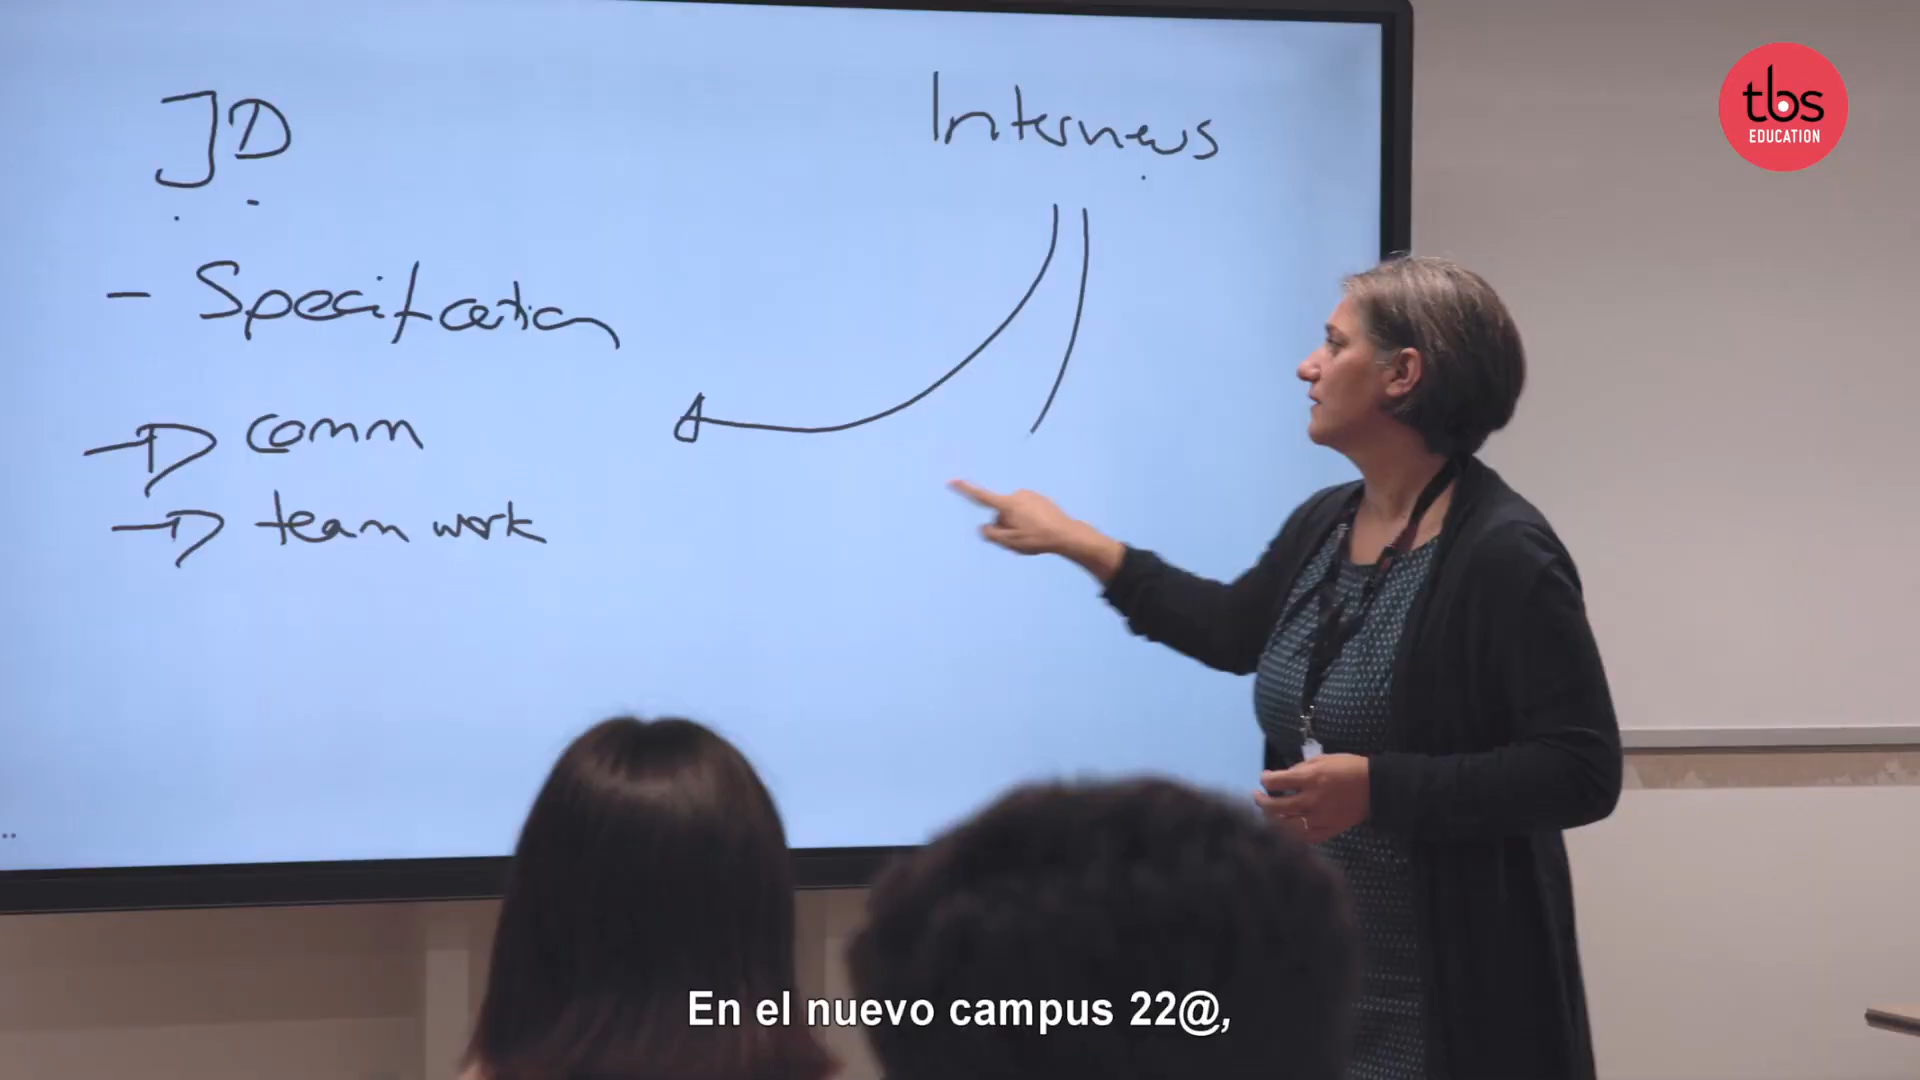 JD
Interviews
- Specification
comm
team work
tbs
EDUCATION
En el nuevo campus 22@,